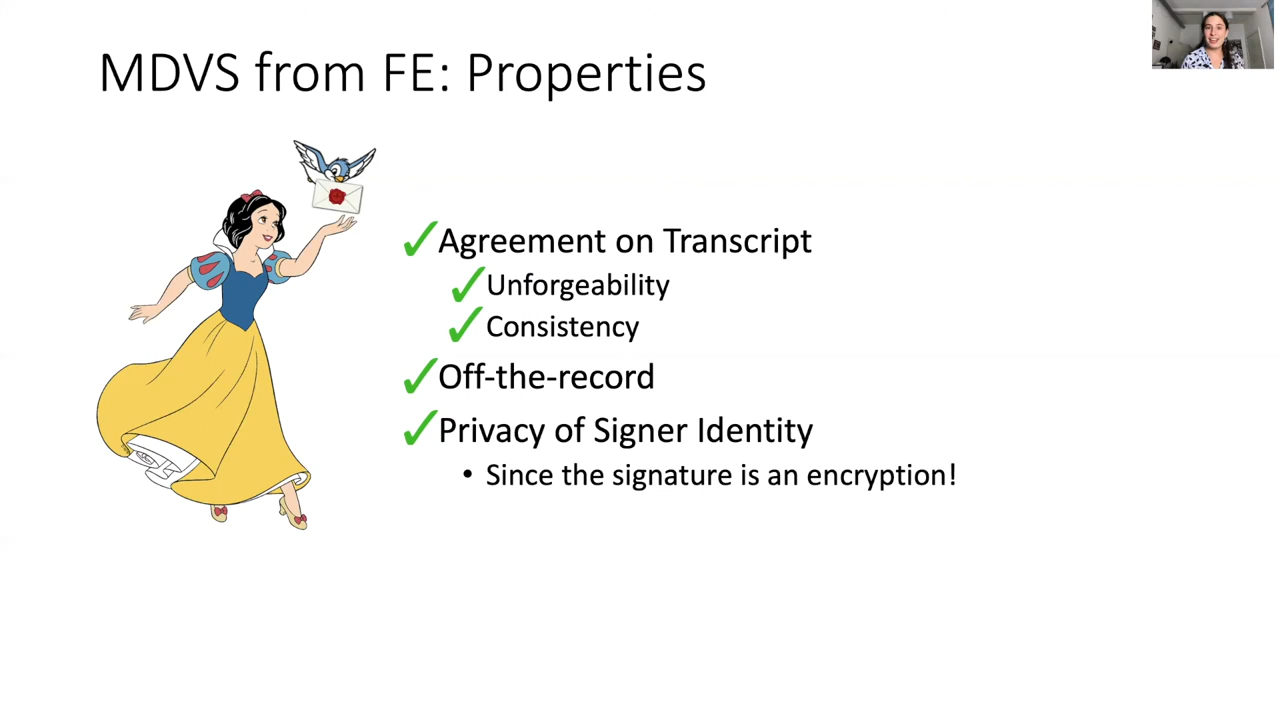 MDVS from FE: Properties
Agreement on Transcript
Unforgeability
Consistency
Off-the-record
Privacy of Signer Identity
• Since the signature is an encryption!